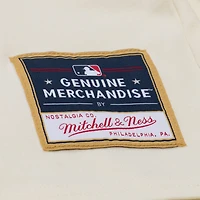 GENUINE
MERCHANDISE®
BY
NOSTALGIA CO.
Mitchell & Ness
PHILADELPHIA, PA.